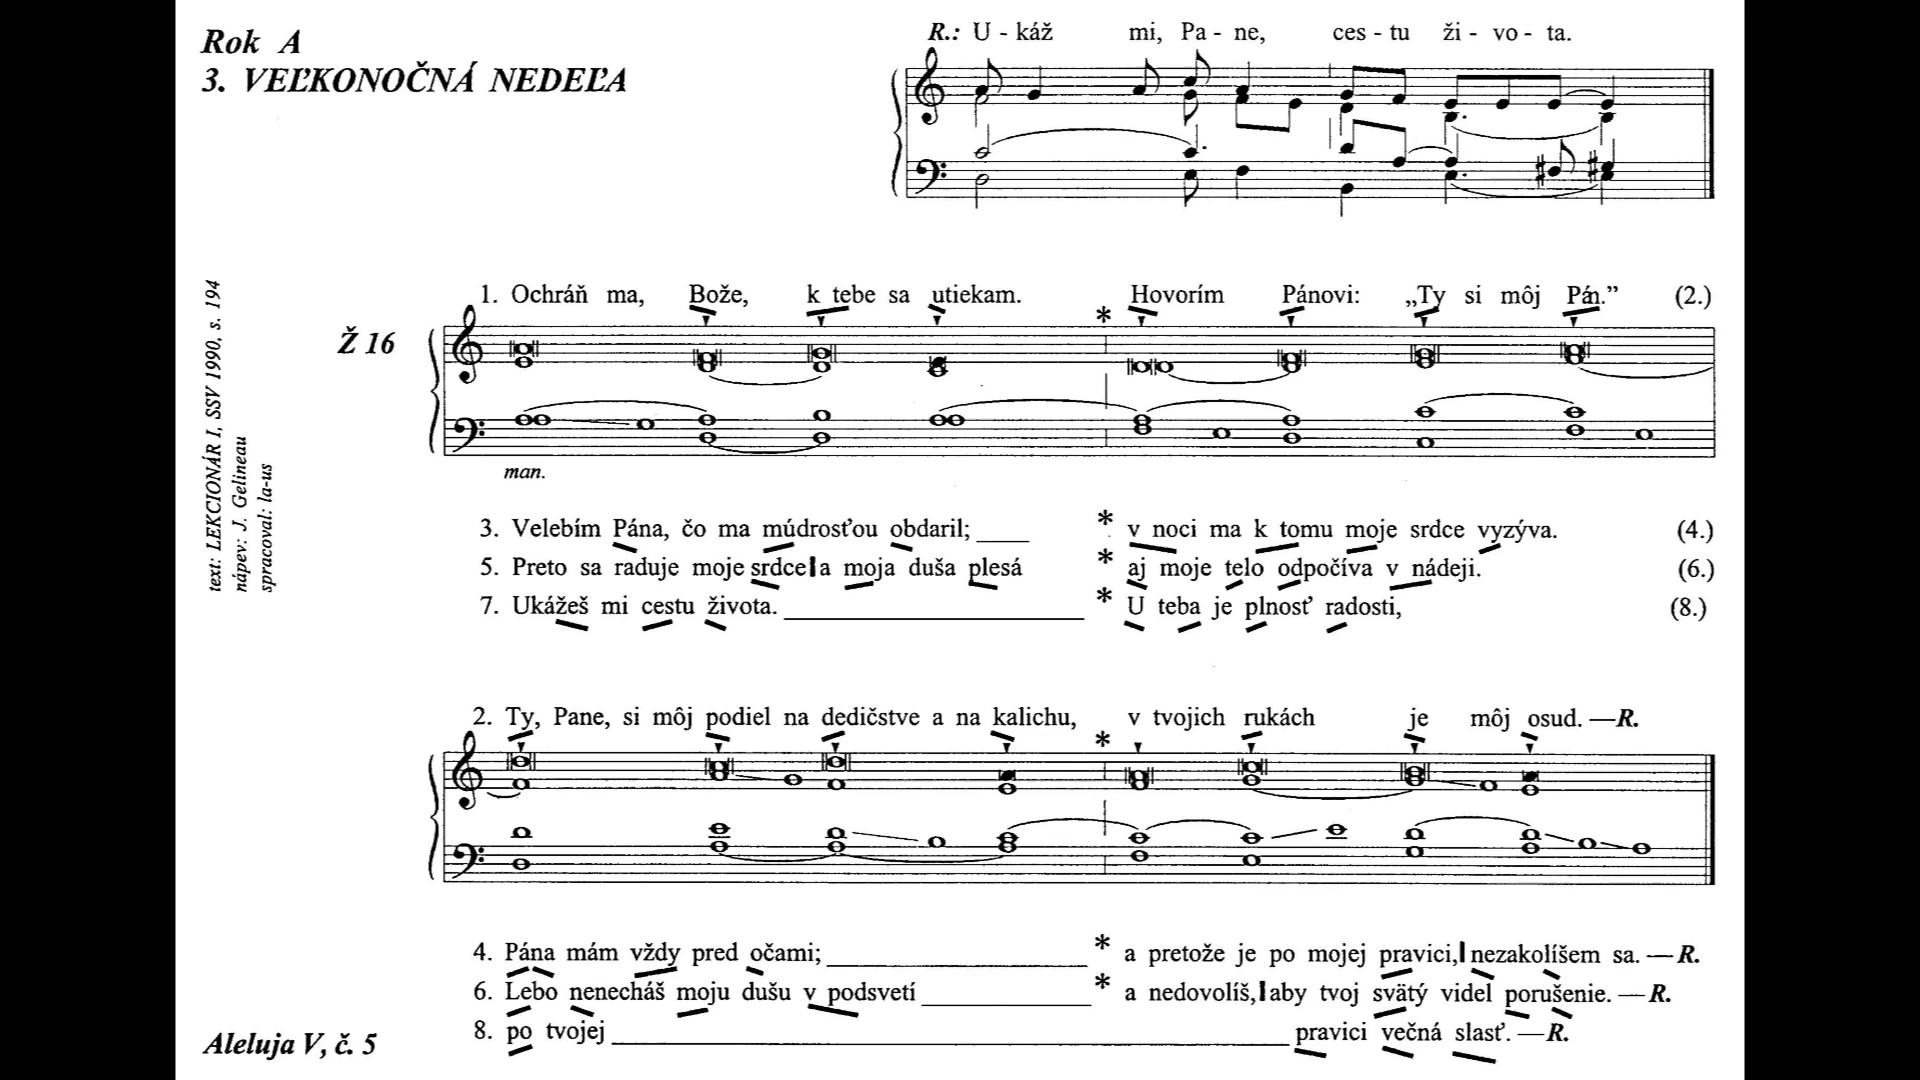 Rok A
3. VEĽKONOČNÁ NEDEĽA
R.: U - káž mi, Pa - ne, ces - tu ži - vo - ta.
text: LEKCIONÁR I, SSV 1990, s. 194
nápev: J. Gelineau
spracoval: la-us
Ž 16
1. Ochráň ma, Bože, k tebe sa utiekam. * Hovorím Pánovi: „Ty si môj Pán.” (2.)
man.
3. Velebím Pána, čo ma múdrosťou obdaril; ____ * v noci ma k tomu moje srdce vyzýva. (4.)
5. Preto sa raduje moje srdce | a moja duša plesá * aj moje telo odpočíva v nádeji. (6.)
7. Ukážeš mi cestu života. ____ * U teba je plnosť radosti, (8.)
2. Ty, Pane, si môj podiel na dedičstve a na kalichu, * v tvojich rukách je môj osud. —R.
4. Pána mám vždy pred očami; ____ * a pretože je po mojej pravici, | nezakolíšem sa. —R.
6. Lebo nenecháš moju dušu v podsvetí ____ * a nedovolíš, | aby tvoj svätý videl porušenie. —R.
8. po tvojej ____ pravici večná slasť. —R.
Aleluja V, č. 5